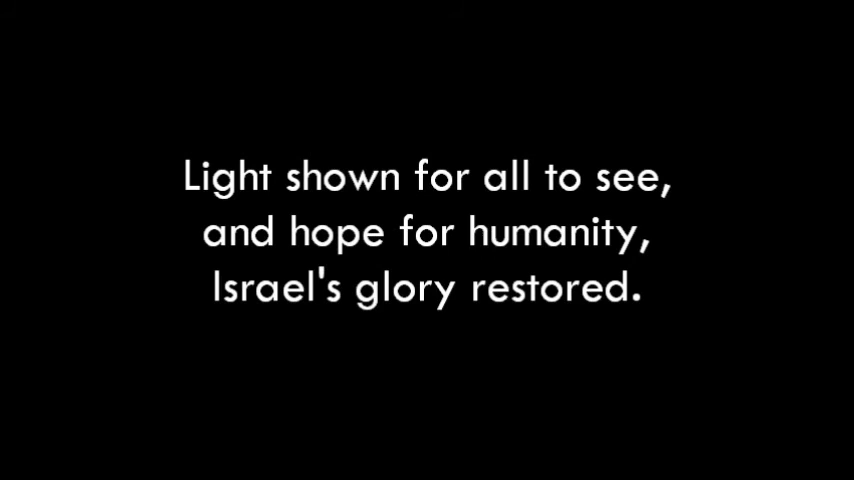 Light shown for all to see,
and hope for humanity,
Israel's glory restored.